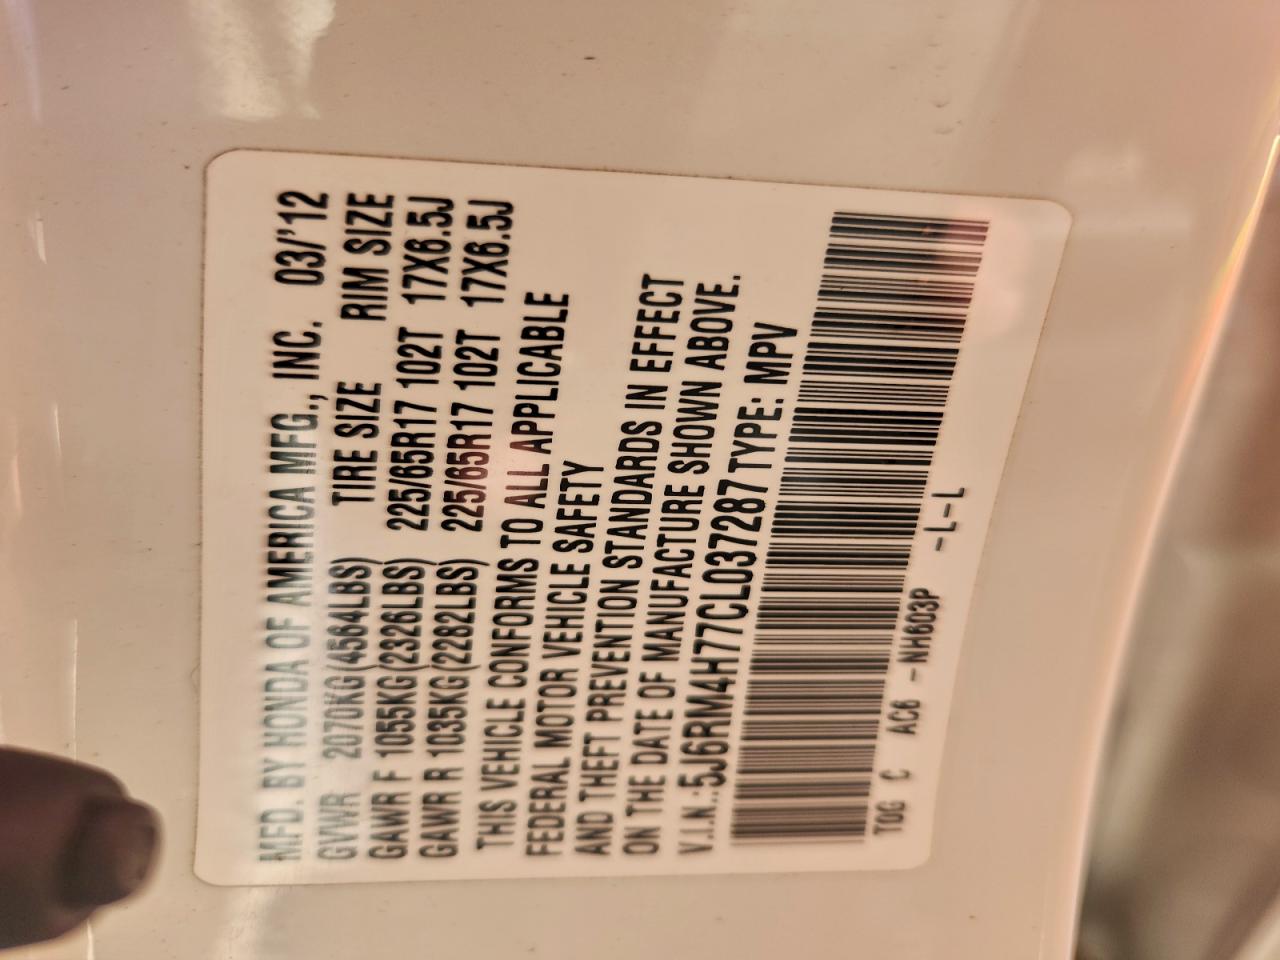 MFD. BY HONDA OF AMERICA MFG., INC. 03/'12
GVWR 2070KG(4564LBS) TIRE SIZE RIM SIZE
GAWR F 1055KG(2326LBS) 225/65R17 102T 17X6.5J
GAWR R 1035KG(2282LBS) 225/65R17 102T 17X6.5J
THIS VEHICLE CONFORMS TO ALL APPLICABLE
FEDERAL MOTOR VEHICLE SAFETY
AND THEFT PREVENTION STANDARDS IN EFFECT
ON THE DATE OF MANUFACTURE SHOWN ABOVE.
V.I.N.:5J6RM4H77CL037287 TYPE: MPV
T0G C AC6 - NH603P -L-L